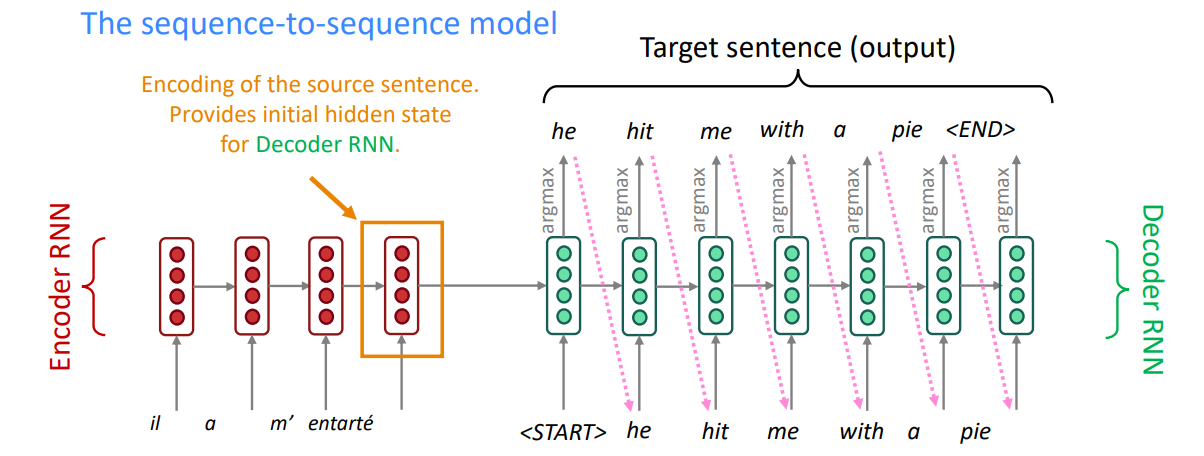 The sequence-to-sequence model
Target sentence (output)
Encoding of the source sentence.
Provides initial hidden state
for Decoder RNN.
he hit me with a pie <END>
argmax argmax argmax argmax argmax argmax argmax
Encoder RNN
Decoder RNN
il a m’ entarté
<START> he hit me with a pie